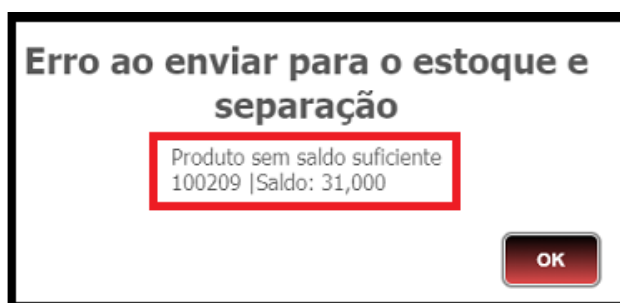 Erro ao enviar para o estoque e
separação
Produto sem saldo suficiente
100209 |Saldo: 31,000
OK